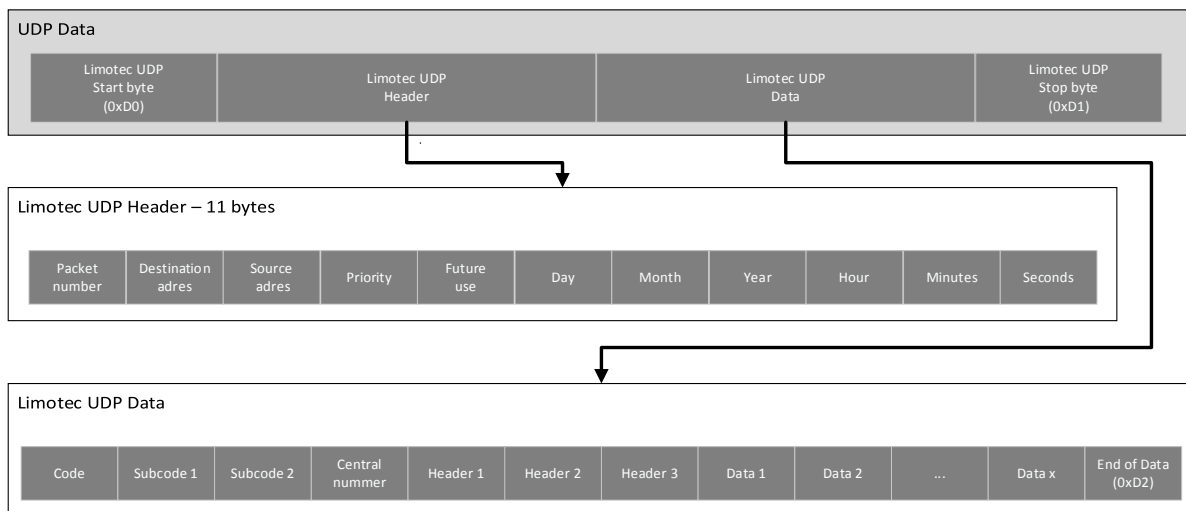 UDP Data
Limotec UDP
Start byte
(0xD0)
Limotec UDP
Header
Limotec UDP
Data
Limotec UDP
Stop byte
(0xD1)
Limotec UDP Header – 11 bytes
Packet
number
Destination
adres
Source
adres
Priority
Future
use
Day
Month
Year
Hour
Minutes
Seconds
Limotec UDP Data
Code
Subcode 1
Subcode 2
Central
nummer
Header 1
Header 2
Header 3
Data 1
Data 2
...
Data x
End of Data
(0xD2)